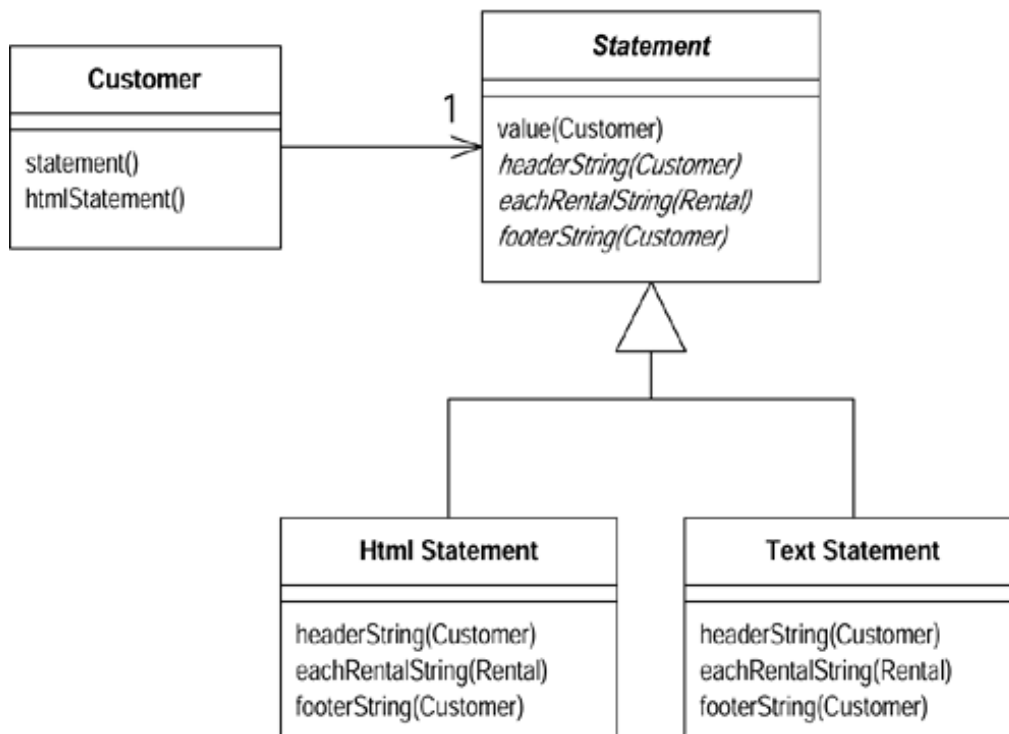 Customer
statement()
htmlStatement()
1
Statement
value(Customer)
headerString(Customer)
eachRentalString(Rental)
footerString(Customer)
Html Statement
headerString(Customer)
eachRentalString(Rental)
footerString(Customer)
Text Statement
headerString(Customer)
eachRentalString(Rental)
footerString(Customer)